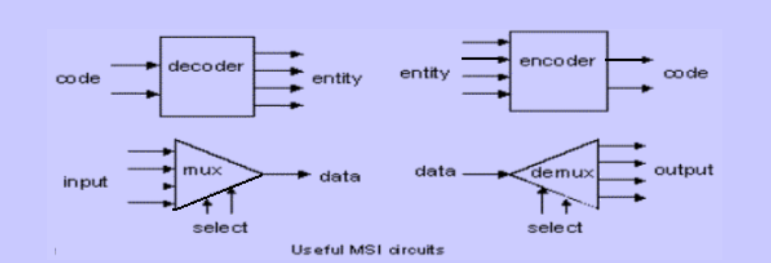 decoder
code
entity
encoder
entity
code
mux
input
data
select
demux
data
output
select
Useful MSI circuits